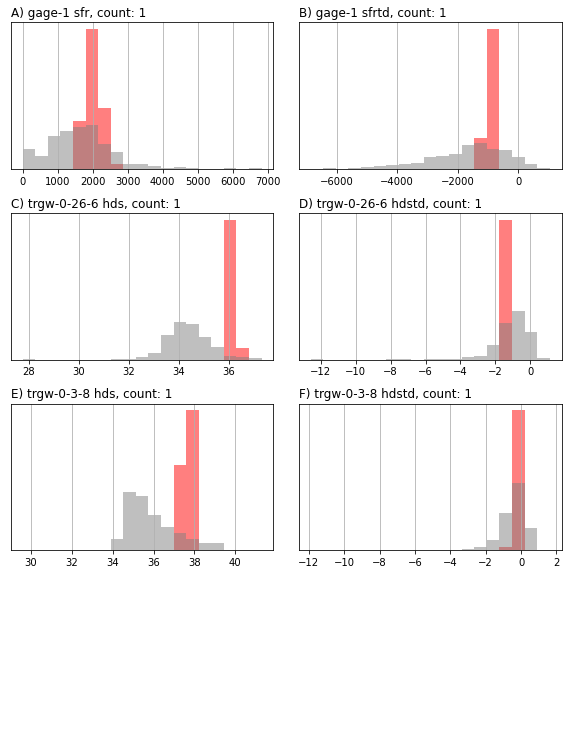 A) gage-1 sfr, count: 1
0 1000 2000 3000 4000 5000 6000 7000
B) gage-1 sfrtd, count: 1
−6000 −4000 −2000 0
C) trgw-0-26-6 hds, count: 1
28 30 32 34 36
D) trgw-0-26-6 hdstd, count: 1
−12 −10 −8 −6 −4 −2 0
E) trgw-0-3-8 hds, count: 1
30 32 34 36 38 40
F) trgw-0-3-8 hdstd, count: 1
−12 −10 −8 −6 −4 −2 0 2